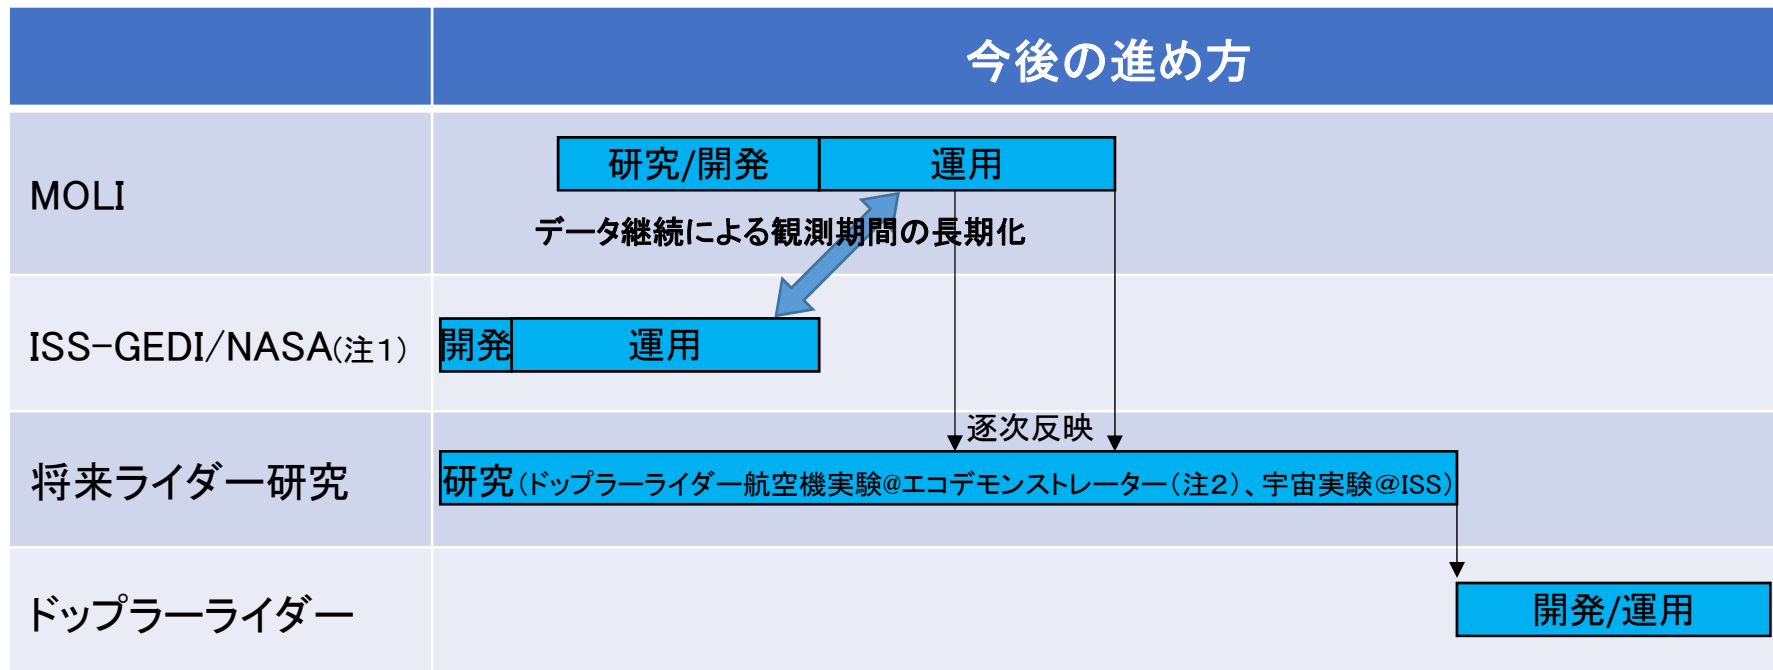 今後の進め方
MOLI
研究/開発
運用
データ継続による観測期間の長期化
ISS-GEDI/NASA(注1)
開発
運用
逐次反映
将来ライダー研究
研究(ドップラーライダー航空機実験@エコデモンストレーター(注2)、宇宙実験@ISS)
ドップラーライダー
開発/運用